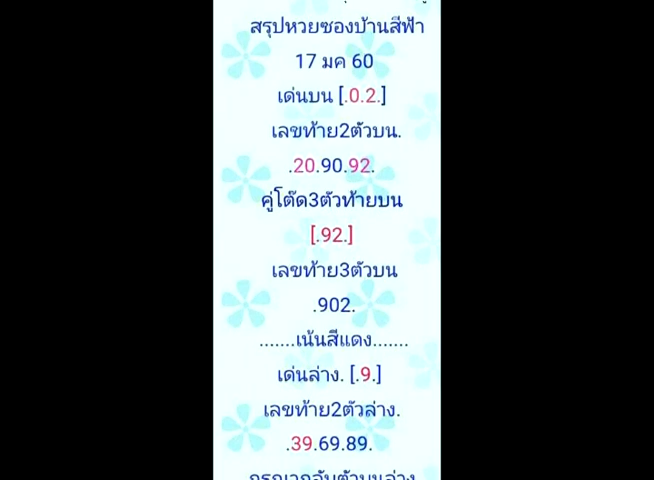 สรุปหวยซองบ้านสีฟ้า
17 มค 60
เด่นบน [.0.2.]
เลขท้าย2ตัวบน.
.20.90.92.
คู่โต๊ด3ตัวท้ายบน
[.92.]
เลขท้าย3ตัวบน
.902.
.......เน้นสีแดง.......
เด่นล่าง. [.9.]
เลขท้าย2ตัวล่าง.
.39.69.89.